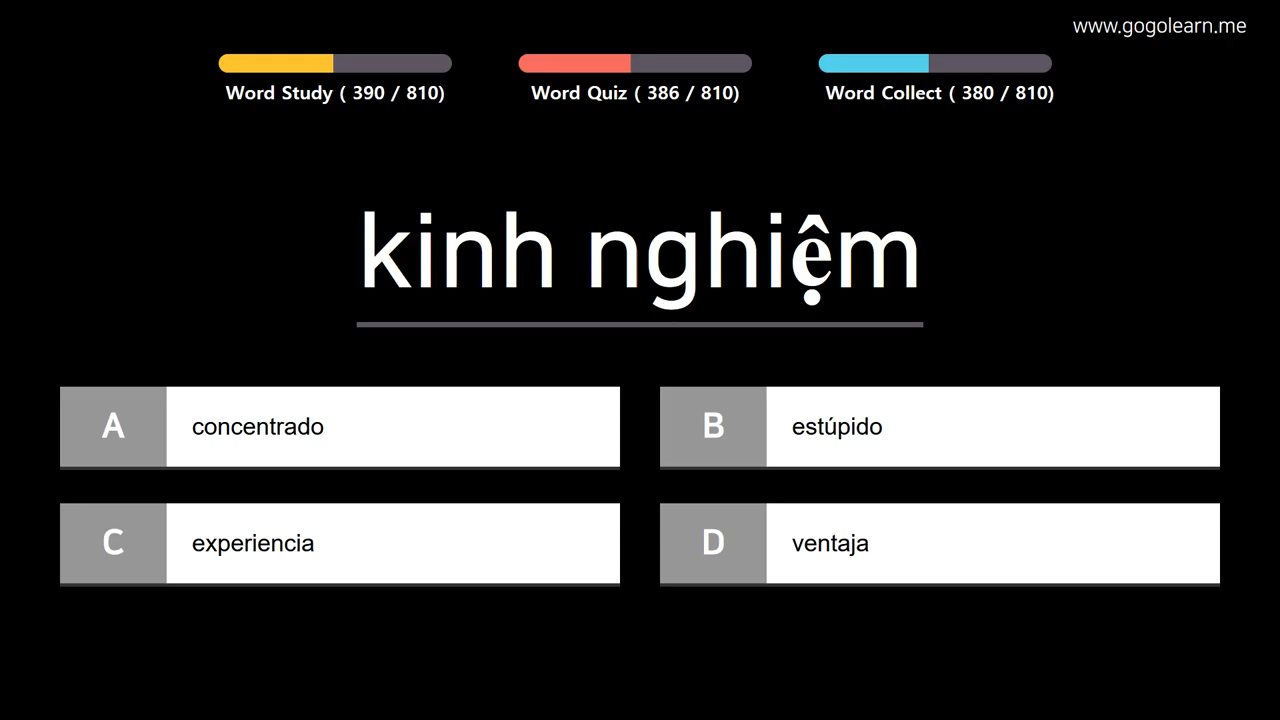 www.gogolearn.me
Word Study ( 390 / 810)
Word Quiz ( 386 / 810)
Word Collect ( 380 / 810)
kinh nghiệm
A concentrado
B estúpido
C experiencia
D ventaja